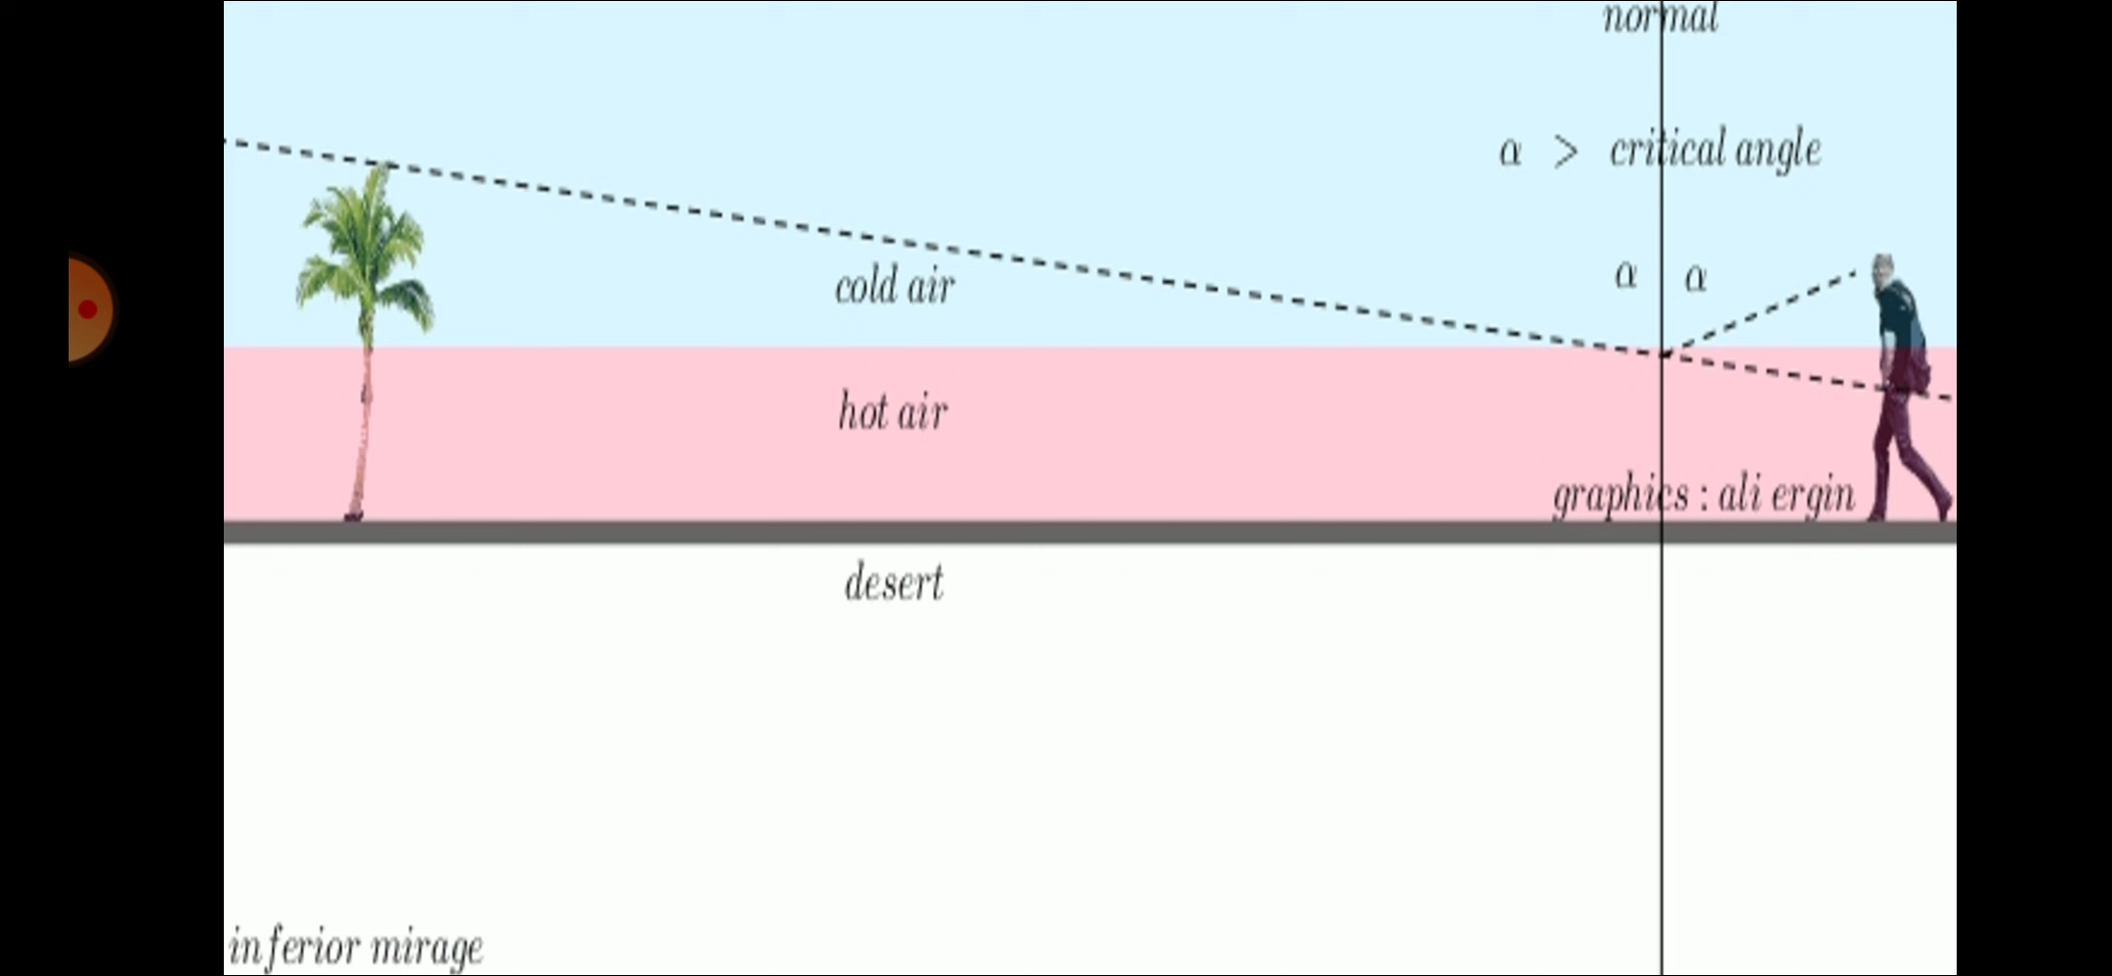 normal
α > critical angle
α α
cold air
hot air
graphics : ali ergin
desert
inferior mirage